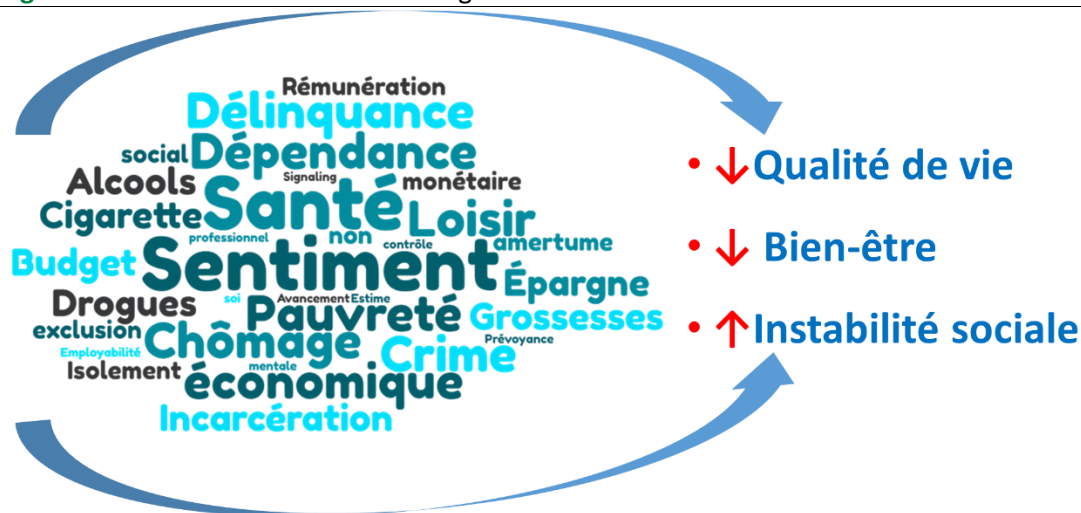 Rémunération
Délinquance
social Dépendance
Alcools Signaling monétaire
Cigarette Santé Loisir
professionnel non contrôle amertume
Budget Sentiment Épargne
Drogues soi Avancement Estime
exclusion Pauvreté Grossesses
Employabilité Chômage Crime Prévoyance
Isolement mentale
économique
Incarcération
• ↓Qualité de vie
• ↓ Bien-être
• ↑Instabilité sociale